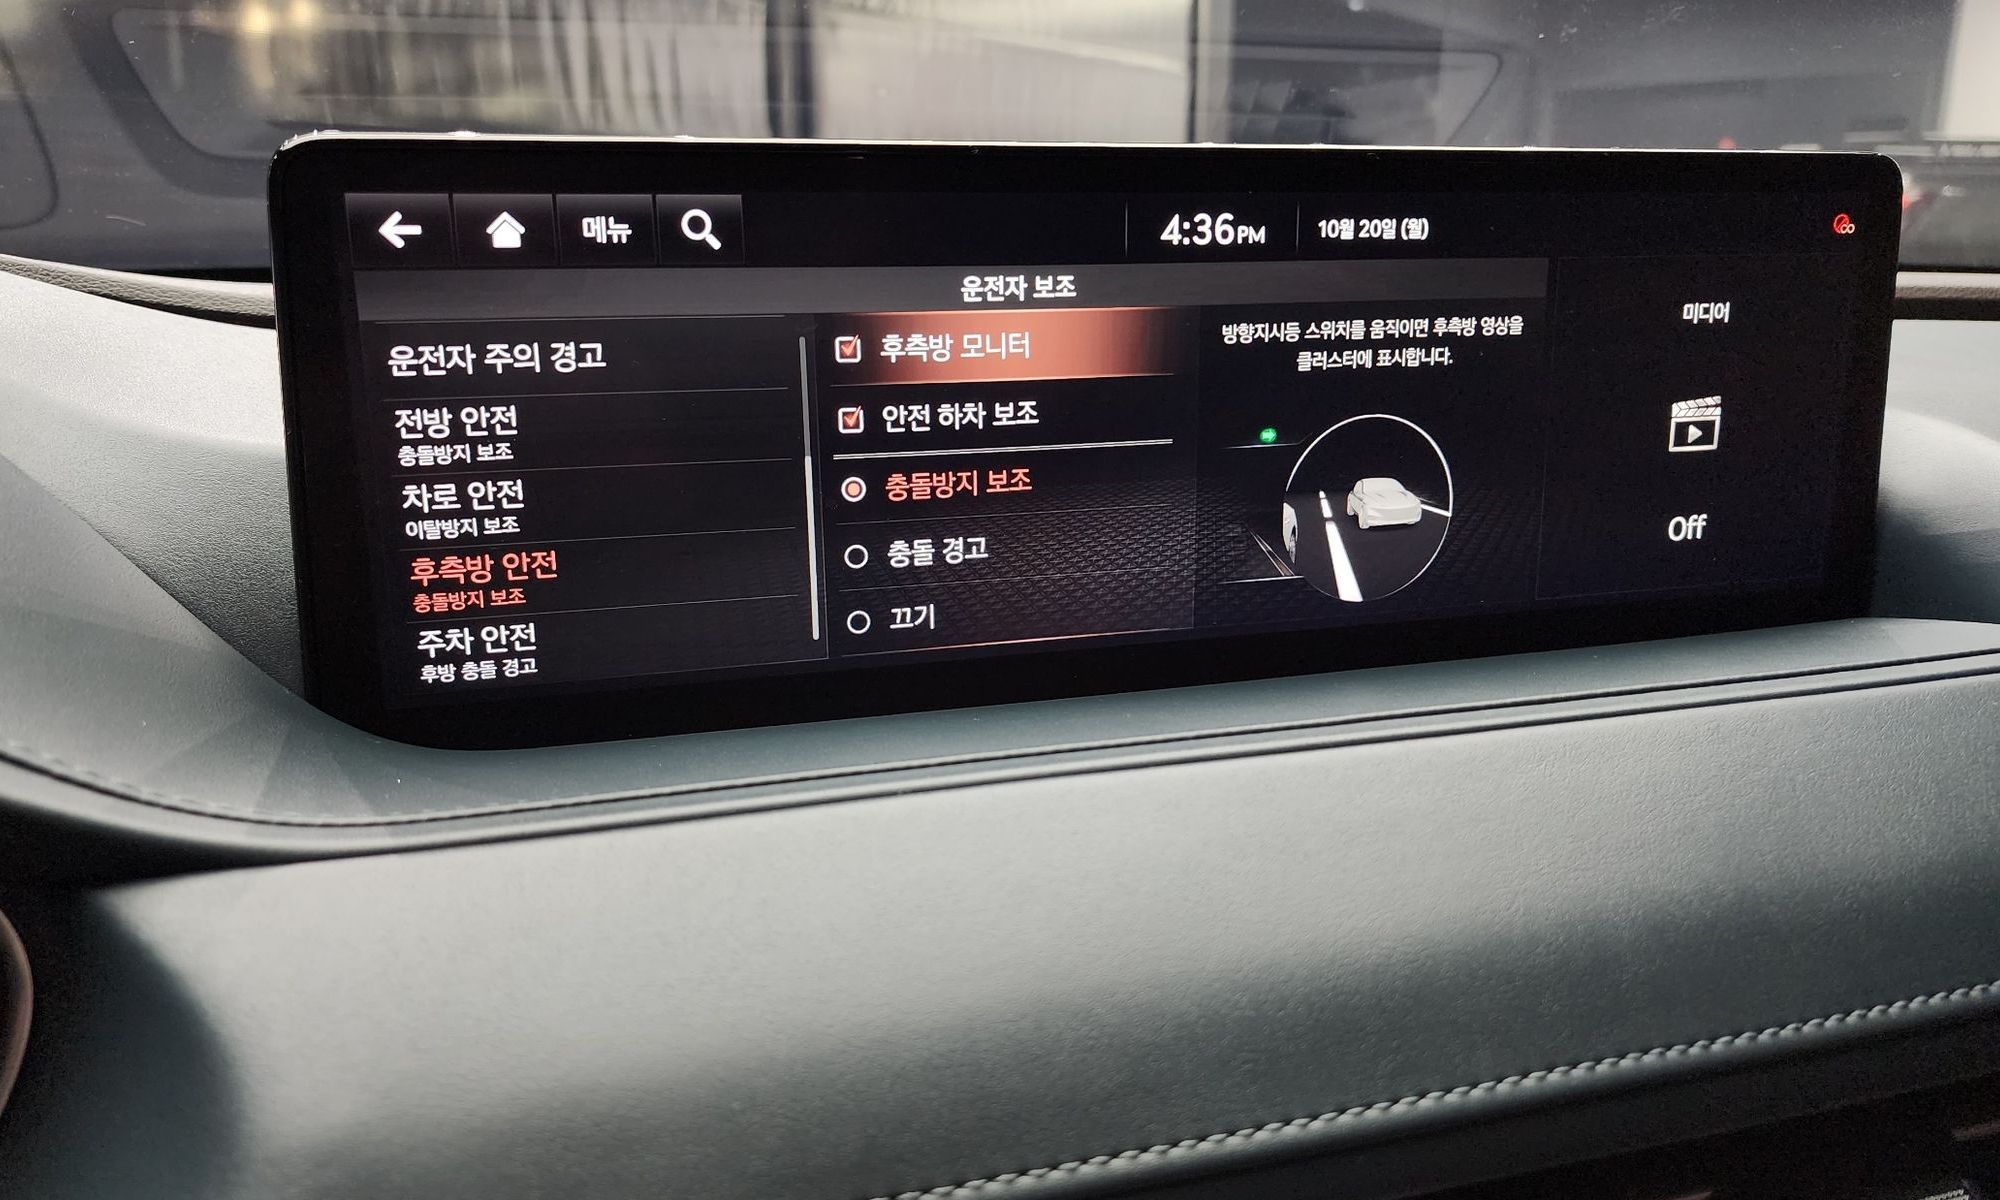 메뉴
4:36PM
10월 20일 (월)
운전자 보조
운전자 주의 경고
전방 안전
충돌방지 보조
차로 안전
이탈방지 보조
후측방 안전
충돌방지 보조
주차 안전
후방 충돌 경고
후측방 모니터
안전 하차 보조
충돌방지 보조
충돌 경고
끄기
방향지시등 스위치를 움직이면 후측방 영상을
클러스터에 표시합니다.
미디어
Off